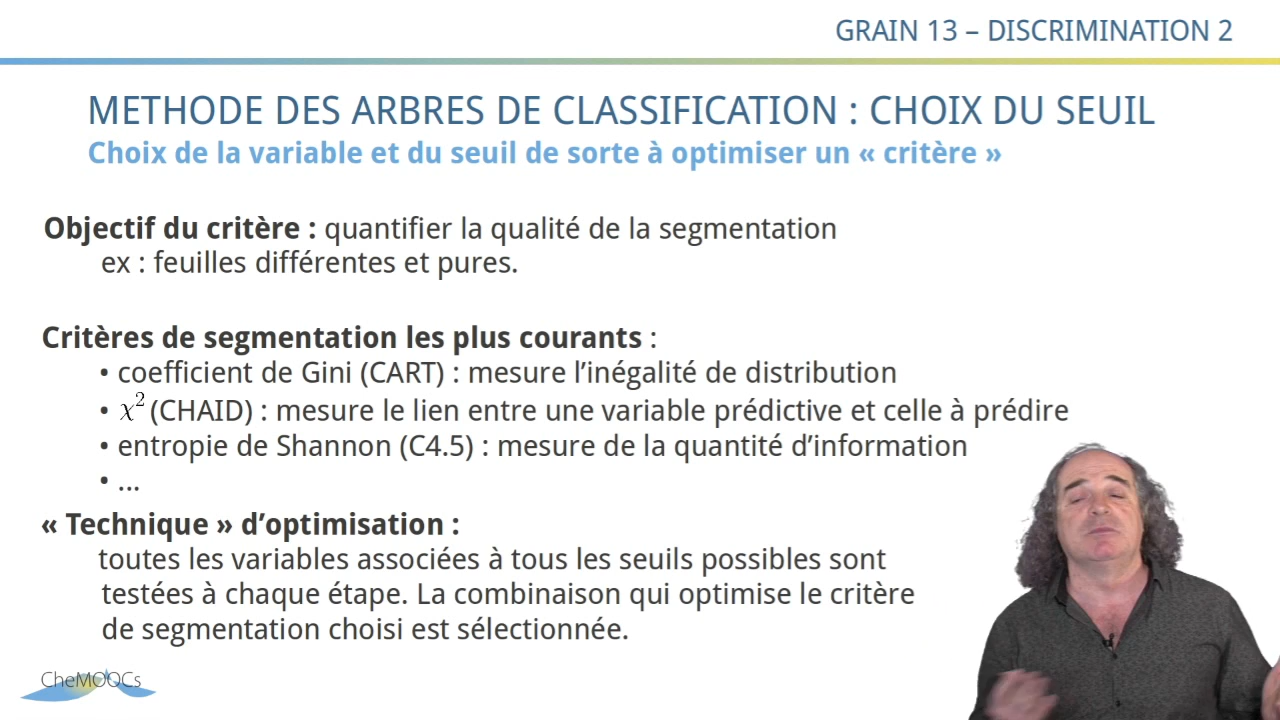 GRAIN 13 – DISCRIMINATION 2
METHODE DES ARBRES DE CLASSIFICATION : CHOIX DU SEUIL
Choix de la variable et du seuil de sorte à optimiser un « critère »
Objectif du critère : quantifier la qualité de la segmentation
ex : feuilles différentes et pures.
Critères de segmentation les plus courants :
• coefficient de Gini (CART) : mesure l’inégalité de distribution
• χ² (CHAID) : mesure le lien entre une variable prédictive et celle à prédire
• entropie de Shannon (C4.5) : mesure de la quantité d’information
• ...
« Technique » d’optimisation :
toutes les variables associées à tous les seuils possibles sont
testées à chaque étape. La combinaison qui optimise le critère
de segmentation choisi est sélectionnée.
CheMOOCs